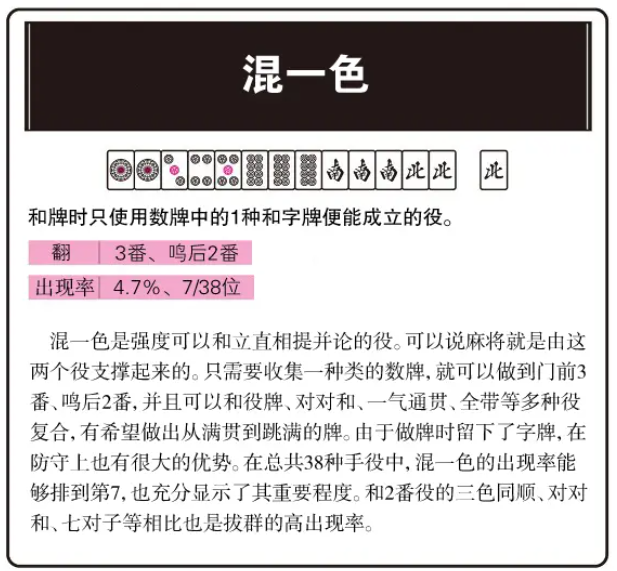 混一色
南南南北北 北
和牌时只使用数牌中的1种和字牌便能成立的役。
翻 3番、鸣后2番
出现率 4.7%、7/38位
混一色是强度可以和立直相提并论的役。可以说麻将就是由这
两个役支撑起来的。只需要收集一种类的数牌,就可以做到门前3
番、鸣后2番,并且可以和役牌、对对和、一气通贯、全带等多种役
复合,有希望做出从满贯到跳满的牌。由于做牌时留下了字牌,在
防守上也有很大的优势。在总共38种手役中,混一色的出现率能
够排到第7,也充分显示了其重要程度。和2番役的三色同顺、对对
和、七对子等相比也是拔群的高出现率。